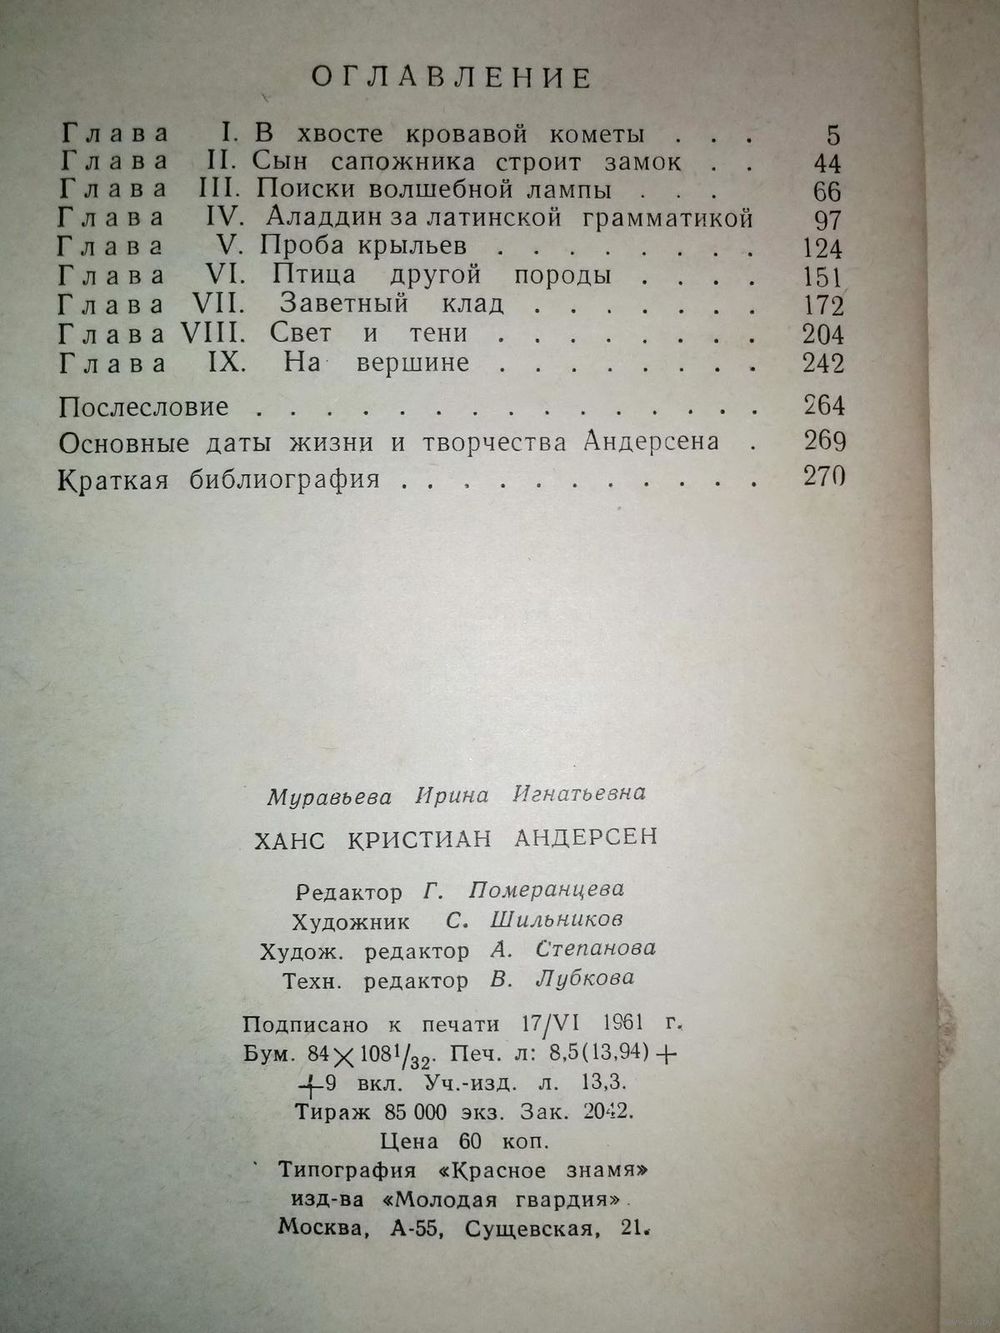 ОГЛАВЛЕНИЕ
Глава I. В хвосте кровавой кометы . . . 5
Глава II. Сын сапожника строит замок . . 44
Глава III. Поиски волшебной лампы . . . 66
Глава IV. Аладдин за латинской грамматикой 97
Глава V. Проба крыльев . . . . . . . . 124
Глава VI. Птица другой породы . . . . 151
Глава VII. Заветный клад . . . . . . . 172
Глава VIII. Свет и тени . . . . . . . . 204
Глава IX. На вершине . . . . . . . . 242
Послесловие . . . . . . . . . . . . . . . 264
Основные даты жизни и творчества Андерсена . 269
Краткая библиография . . . . . . . . . . . 270
Муравьева Ирина Игнатьевна
ХАНС КРИСТИАН АНДЕРСЕН
Редактор Г. Померанцева
Художник С. Шильников
Худож. редактор А. Степанова
Техн. редактор В. Лубкова
Подписано к печати 17/VI 1961 г.
Бум. 84×108¹/₃₂. Печ. л: 8,5(13,94)+
+9 вкл. Уч.-изд. л. 13,3.
Тираж 85 000 экз. Зак. 2042.
Цена 60 коп.
Типография «Красное знамя»
изд-ва «Молодая гвардия».
Москва, А-55, Сущевская, 21.